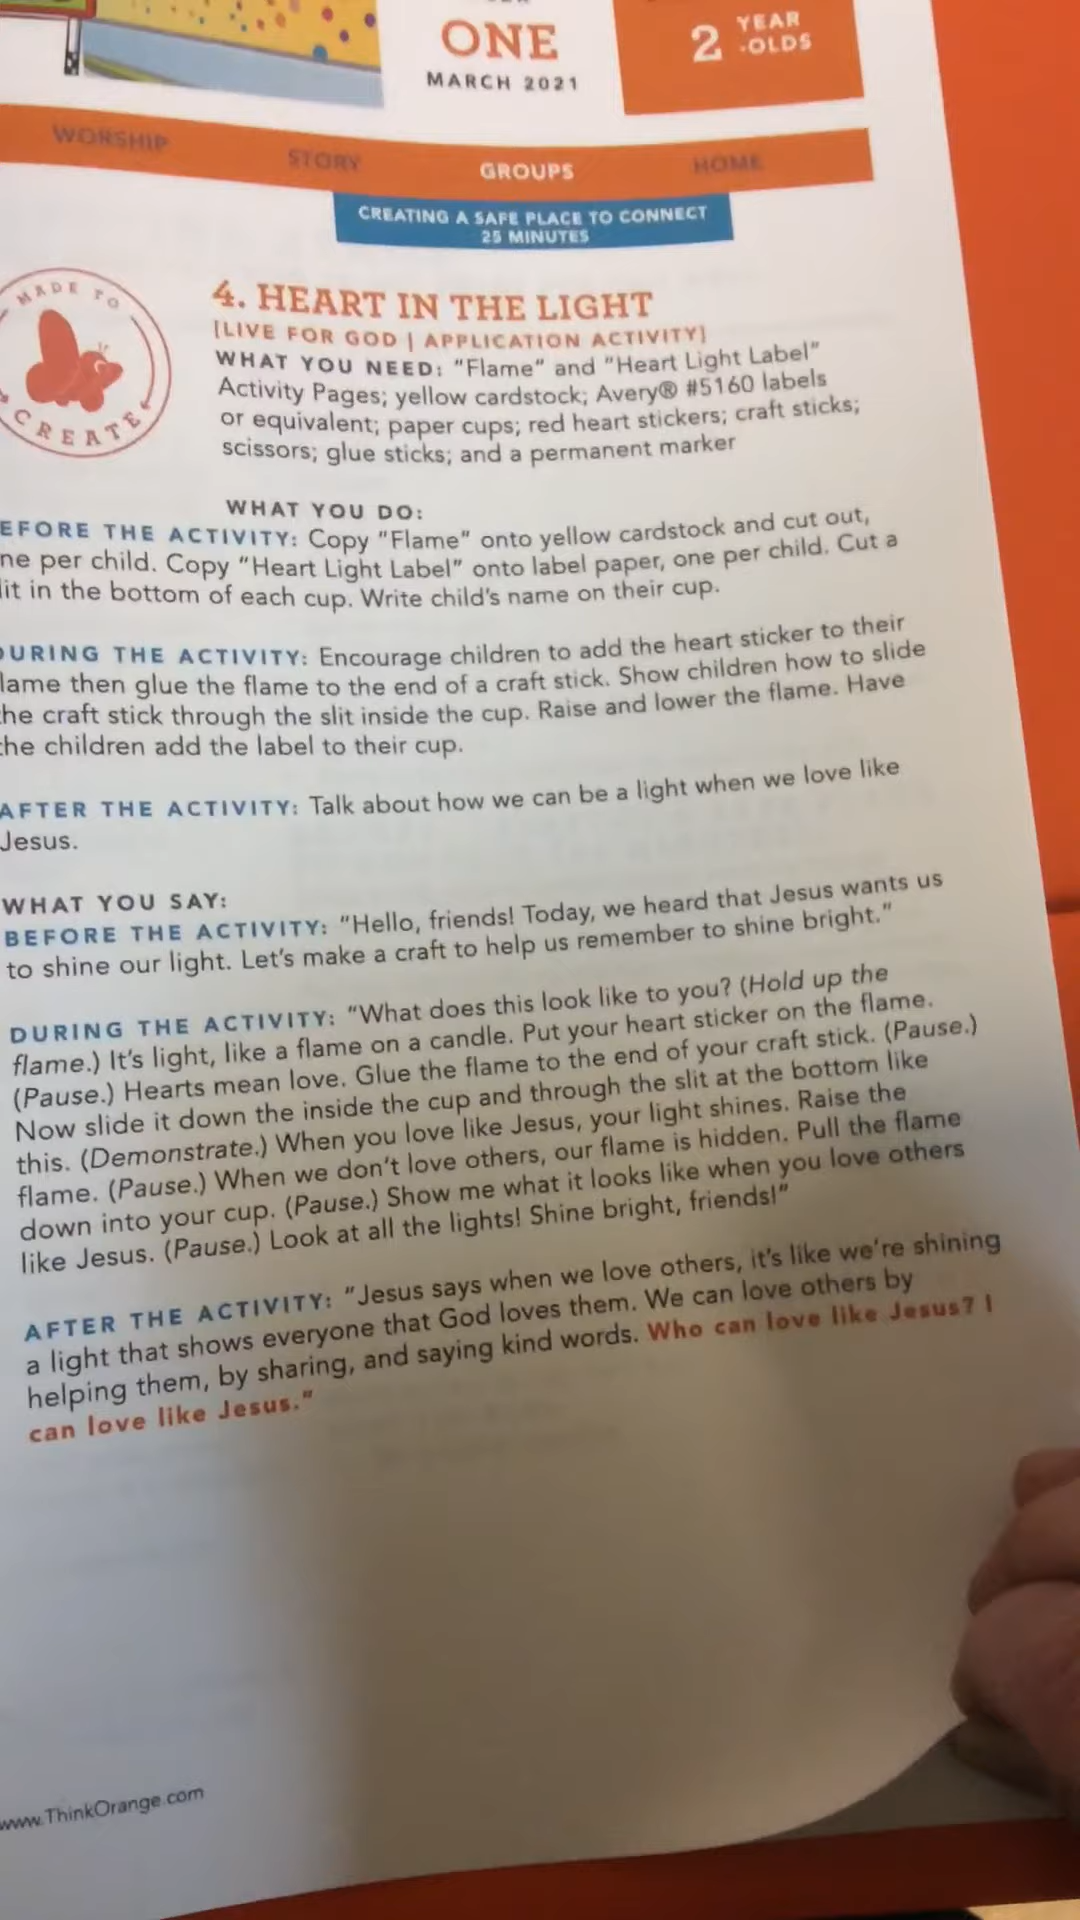 ONE
MARCH 2021
2 YEAR
-OLDS
WORSHIP
STORY
GROUPS
HOME
CREATING A SAFE PLACE TO CONNECT
25 MINUTES
MADE TO
CREATE
4. HEART IN THE LIGHT
[LIVE FOR GOD | APPLICATION ACTIVITY]
WHAT YOU NEED: “Flame” and “Heart Light Label”
Activity Pages; yellow cardstock; Avery® #5160 labels
or equivalent; paper cups; red heart stickers; craft sticks;
scissors; glue sticks; and a permanent marker
WHAT YOU DO:
EFORE THE ACTIVITY: Copy “Flame” onto yellow cardstock and cut out,
ne per child. Copy “Heart Light Label” onto label paper, one per child. Cut a
lit in the bottom of each cup. Write child’s name on their cup.
DURING THE ACTIVITY: Encourage children to add the heart sticker to their
lame then glue the flame to the end of a craft stick. Show children how to slide
the craft stick through the slit inside the cup. Raise and lower the flame. Have
the children add the label to their cup.
AFTER THE ACTIVITY: Talk about how we can be a light when we love like
Jesus.
WHAT YOU SAY:
BEFORE THE ACTIVITY: “Hello, friends! Today, we heard that Jesus wants us
to shine our light. Let’s make a craft to help us remember to shine bright.”
DURING THE ACTIVITY: “What does this look like to you? (Hold up the
flame.) It’s light, like a flame on a candle. Put your heart sticker on the flame.
(Pause.) Hearts mean love. Glue the flame to the end of your craft stick. (Pause.)
Now slide it down the inside the cup and through the slit at the bottom like
this. (Demonstrate.) When you love like Jesus, your light shines. Raise the
flame. (Pause.) When we don’t love others, our flame is hidden. Pull the flame
down into your cup. (Pause.) Show me what it looks like when you love others
like Jesus. (Pause.) Look at all the lights! Shine bright, friends!”
AFTER THE ACTIVITY: “Jesus says when we love others, it’s like we’re shining
a light that shows everyone that God loves them. We can love others by
helping them, by sharing, and saying kind words. Who can love like Jesus? I
can love like Jesus.”
www.ThinkOrange.com